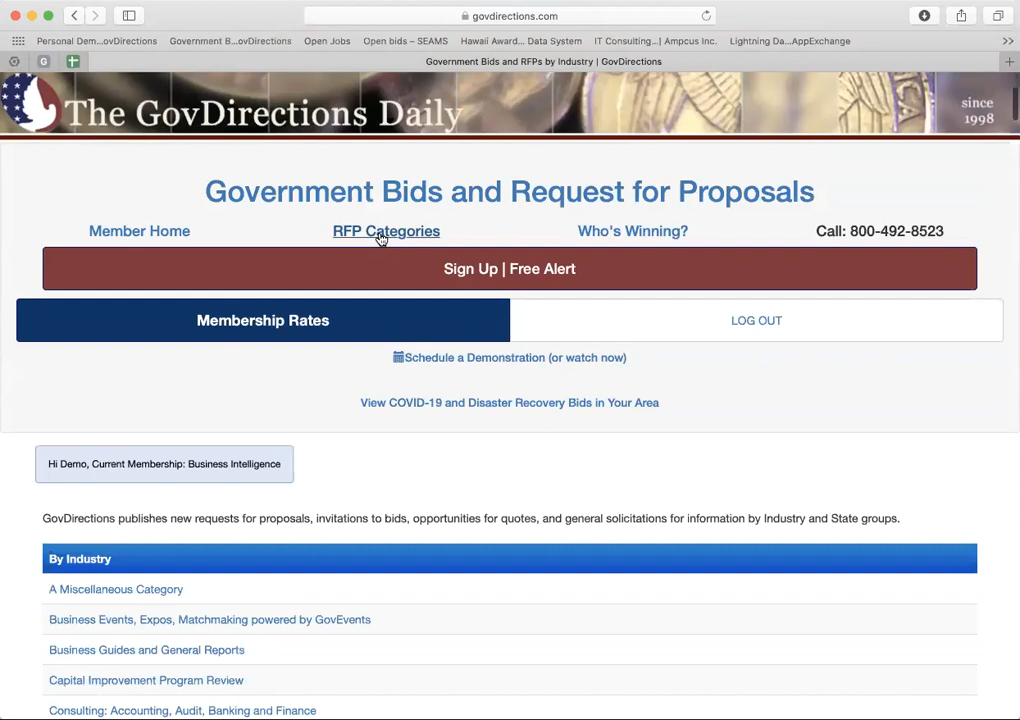 govdirections.com
Personal Dem...ovDirections Government B...ovDirections Open Jobs Open bids – SEAMS Hawaii Award... Data System IT Consulting...| Ampcus Inc. Lightning Da...AppExchange
G Government Bids and RFPs by Industry | GovDirections
The GovDirections Daily
since
1998
Government Bids and Request for Proposals
Member Home RFP Categories Who's Winning? Call: 800-492-8523
Sign Up | Free Alert
Membership Rates LOG OUT
Schedule a Demonstration (or watch now)
View COVID-19 and Disaster Recovery Bids in Your Area
Hi Demo, Current Membership: Business Intelligence
GovDirections publishes new requests for proposals, invitations to bids, opportunities for quotes, and general solicitations for information by Industry and State groups.
By Industry
A Miscellaneous Category
Business Events, Expos, Matchmaking powered by GovEvents
Business Guides and General Reports
Capital Improvement Program Review
Consulting: Accounting, Audit, Banking and Finance